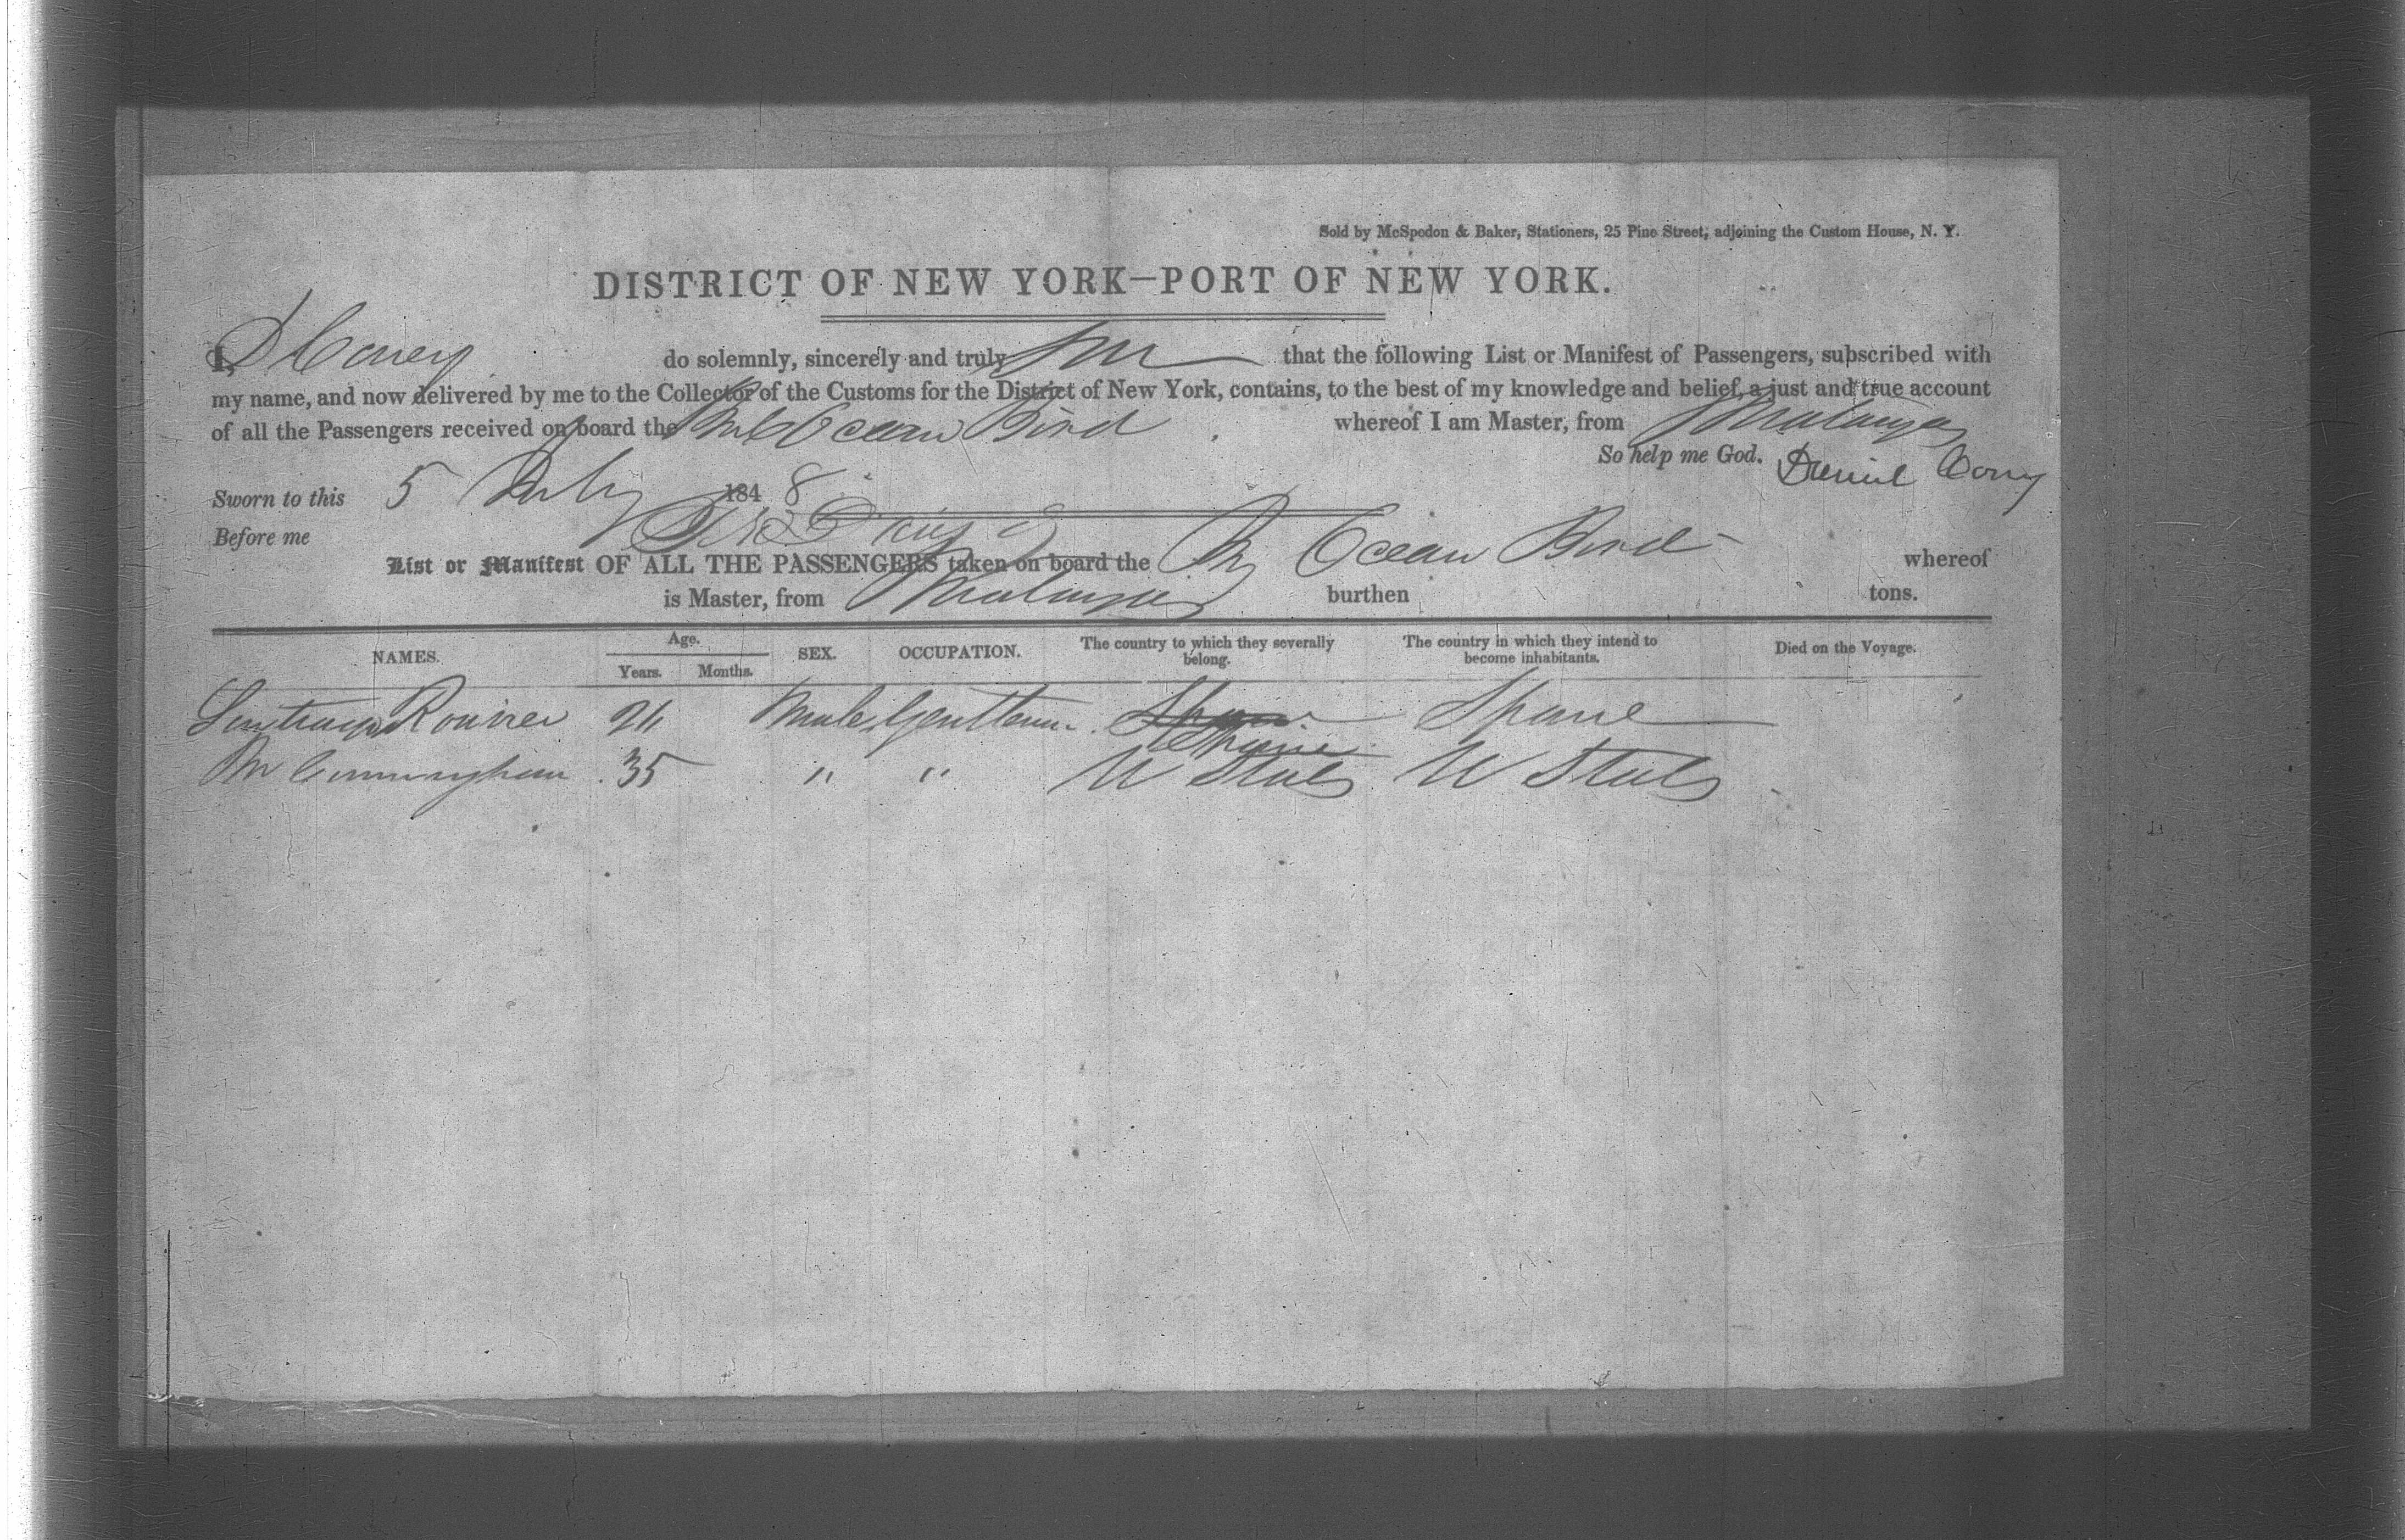 Sold by McSpedon & Baker, Stationers, 25 Pine Street, adjoining the Custom House, N. Y.
DISTRICT OF NEW YORK—PORT OF NEW YORK.
I, D Corey do solemnly, sincerely and truly that the following List or Manifest of Passengers, subscribed with
my name, and now delivered by me to the Collector of the Customs for the District of New York, contains, to the best of my knowledge and belief, a just and true account
of all the Passengers received on board the Ocean Bird whereof I am Master, from Matanzas
So help me God. Daniel Corey
Sworn to this 5 July 1848
Before me
List or Manifest OF ALL THE PASSENGERS taken on board the Ocean Bird whereof
is Master, from Matanzas burthen tons.
NAMES. Age. Years. Months. SEX. OCCUPATION. The country to which they severally belong. The country in which they intend to become inhabitants. Died on the Voyage.
Male Gentleman Spane
Cunningham 35 " " U States U States